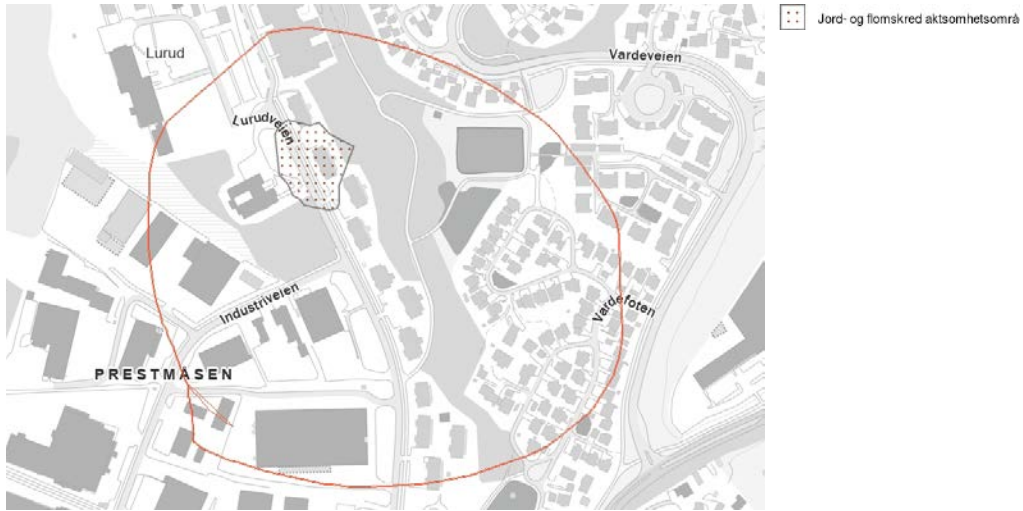 Jord- og flomskred aktsomhetsområ
Lurud
Vardeveien
Lurudveien
Industriveien
Vardefoten
PRESTMÅSEN